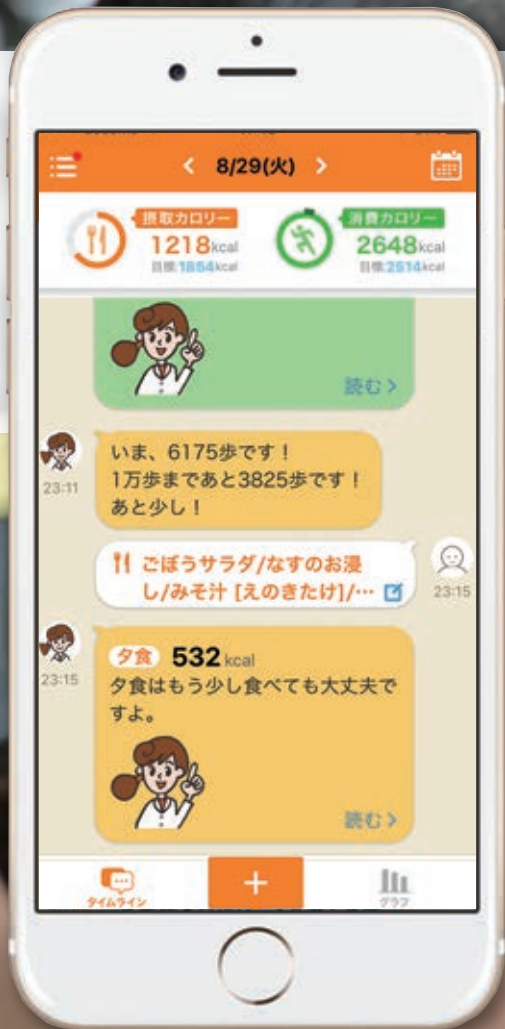 8/29(火)
摂取カロリー
1218kcal
目標:1854kcal
消費カロリー
2648kcal
目標:2514kcal
読む
いま、6175歩です！
1万歩まであと3825歩です！
あと少し！
23:11
ごぼうサラダ/なすのお浸
し/みそ汁 [えのきたけ]/…
23:15
夕食 532 kcal
夕食はもう少し食べても大丈夫で
すよ。
23:15
読む
タイムライン
グラフ